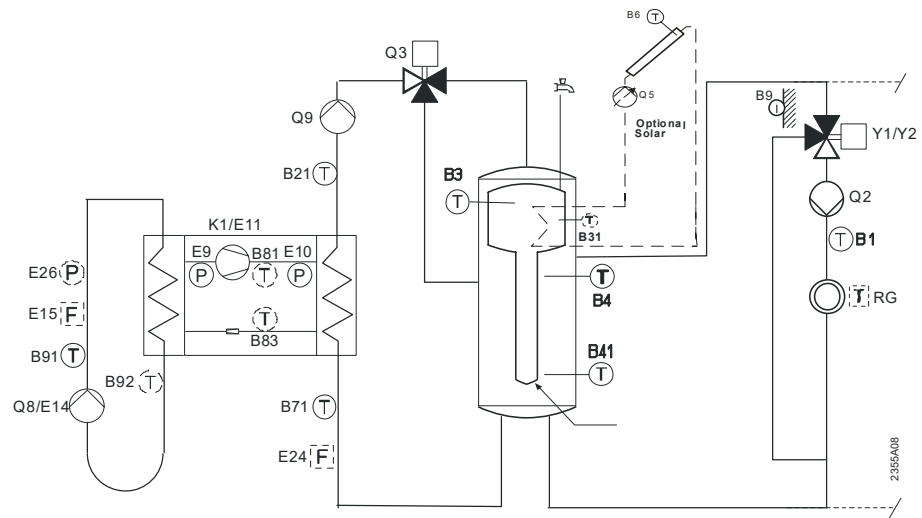 B6
T
Q3
Q5
B9
Optional
Solar
Y1/Y2
Q9
B21
T
B3
T
Q2
K1/E11
T
B31
T
B1
E9
B81
E10
P
T
P
T
B4
E26
P
T
RG
E15
F
T
B83
B91
T
B92
T
B41
T
Q8/E14
B71
T
E24
F
2355A08